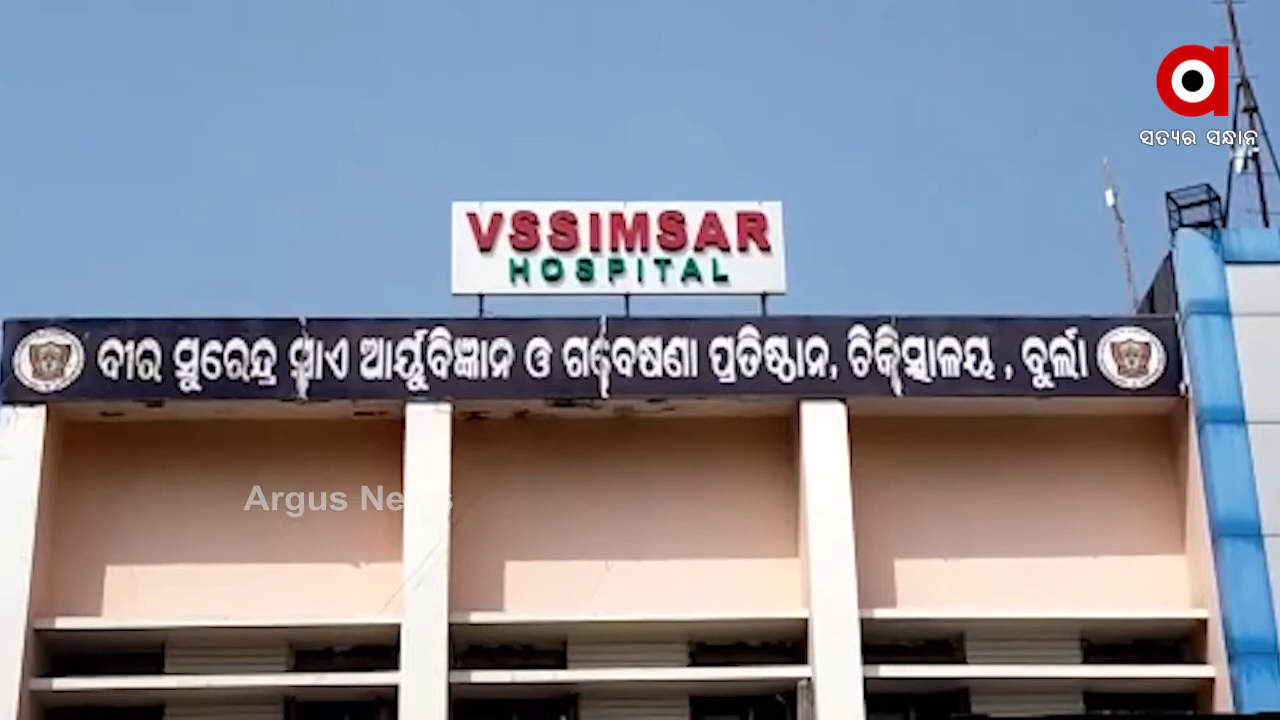 ସତ୍ୟର ସନ୍ଧାନ
VSSIMSAR
HOSPITAL
ବୀର ସୁରେନ୍ଦ୍ର ସାଏ ଆୟୁର୍ବିଜ୍ଞାନ ଓ ଗବେଷଣା ପ୍ରତିଷ୍ଠାନ, ଚିକିତ୍ସାଳୟ, ବୁର୍ଲା
Argus News